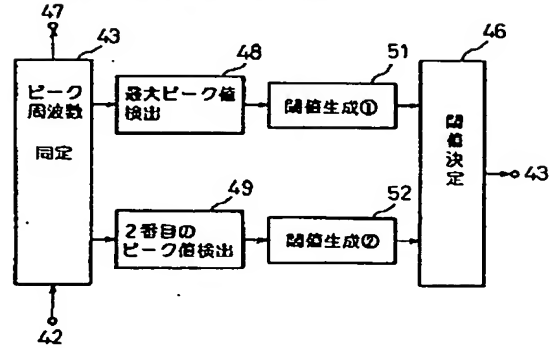 47
43
48
51
46
ピーク
周波数
同定
最大ピーク値
検出
閾値生成①
閾値決定
43
49
52
2番目の
ピーク値検出
閾値生成②
42